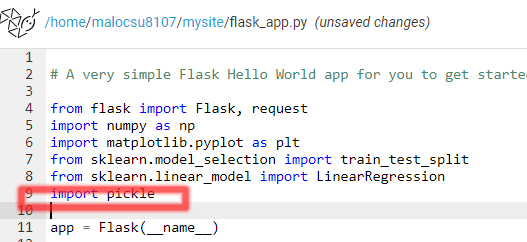 /home/malocsu8107/mysite/flask_app.py (unsaved changes)
1
2 # A very simple Flask Hello World app for you to get starte
3
4 from flask import Flask, request
5 import numpy as np
6 import matplotlib.pyplot as plt
7 from sklearn.model_selection import train_test_split
8 from sklearn.linear_model import LinearRegression
9 import pickle
10
11 app = Flask(__name__)